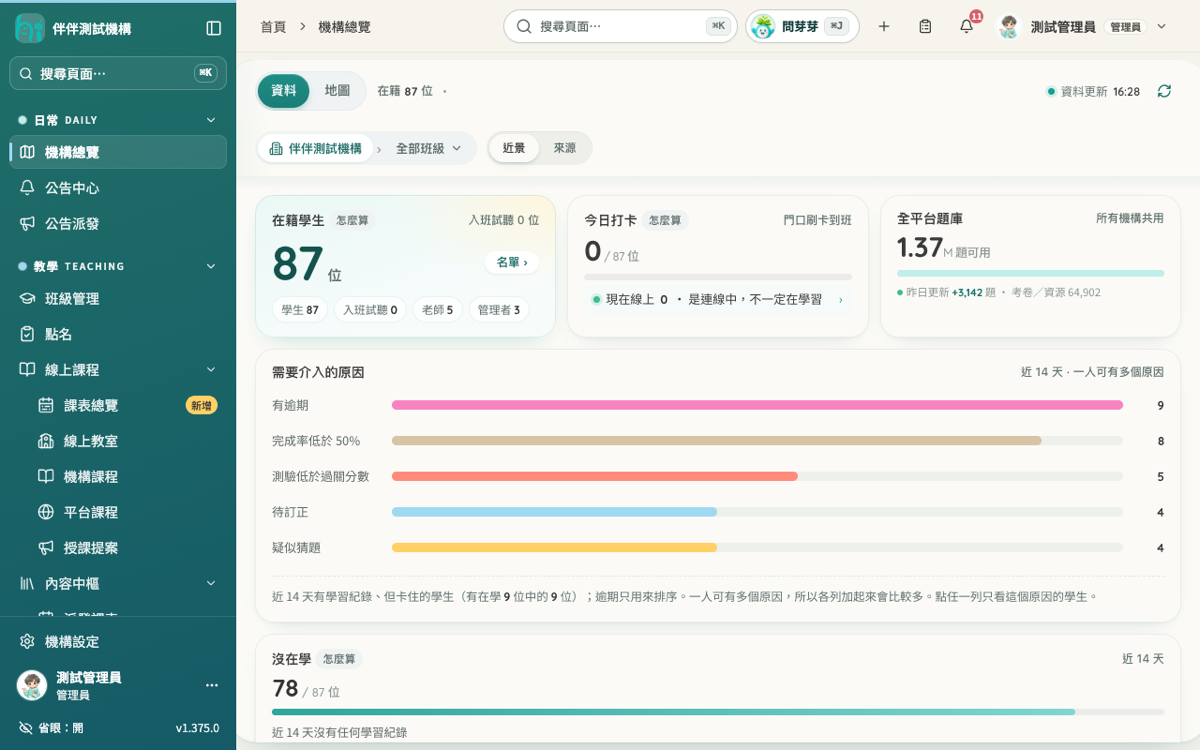 伴伴測試機構
搜尋頁面… ⌘K
日常 DAILY
機構總覽
公告中心
公告派發
教學 TEACHING
班級管理
點名
線上課程
課表總覽 新增
線上教室
機構課程
平台課程
授課提案
內容中樞
機構設定
測試管理員
管理員
省眼：開 v1.375.0
首頁 › 機構總覽
搜尋頁面… ⌘K
問芽芽 ⌘J
11
測試管理員 管理員
資料 地圖 在籍 87 位 •
資料更新 16:28
伴伴測試機構 › 全部班級
近景 來源
在籍學生 怎麼算 入班試聽 0 位
87 位
名單 ›
學生 87 入班試聽 0 老師 5 管理者 3
今日打卡 怎麼算 門口刷卡到班
0 / 87 位
現在線上 0 • 是連線中，不一定在學習 ›
全平台題庫 所有機構共用
1.37M 題可用
昨日更新 +3,142 題 • 考卷／資源 64,902
需要介入的原因 近 14 天 · 一人可有多個原因
有逾期 9
完成率低於 50% 8
測驗低於過關分數 5
待訂正 4
疑似猜題 4
近 14 天有學習紀錄、但卡住的學生（有在學 9 位中的 9 位）；逾期只用來排序。一人可有多個原因，所以各列加起來會比較多。點任一列只看這個原因的學生。
沒在學 怎麼算 近 14 天
78 / 87 位
近 14 天沒有任何學習紀錄